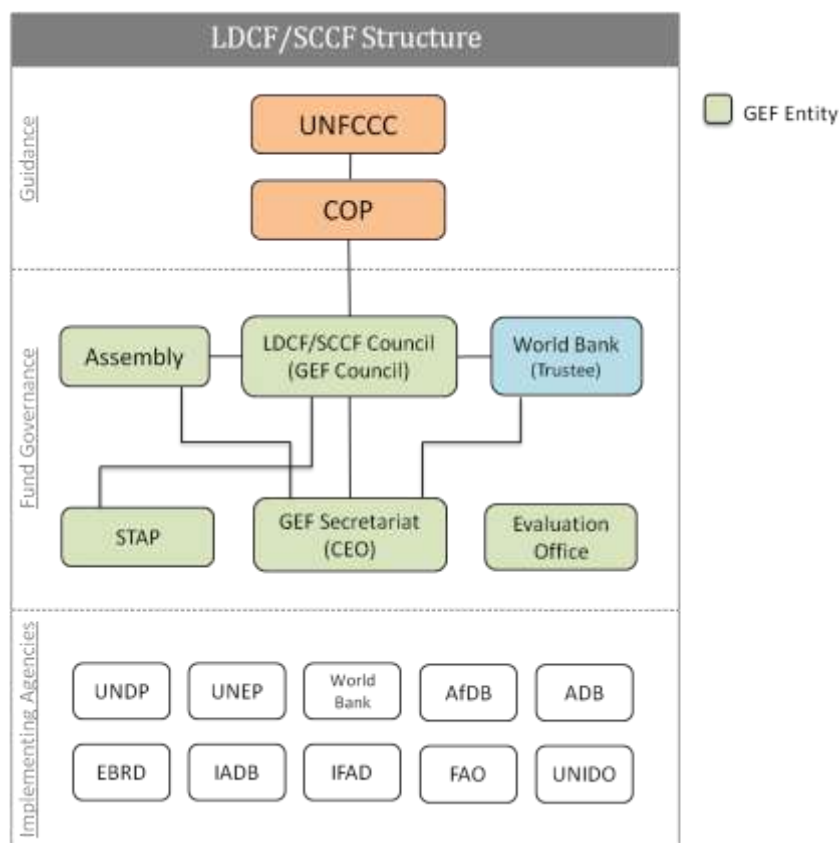 LDCF/SCCF Structure
Guidance
UNFCCC
COP
GEF Entity
Fund Governance
Assembly
LDCF/SCCF Council
(GEF Council)
World Bank
(Trustee)
STAP
GEF Secretariat
(CEO)
Evaluation
Office
Implementing Agencies
UNDP
UNEP
World
Bank
AfDB
ADB
EBRD
IADB
IFAD
FAO
UNIDO